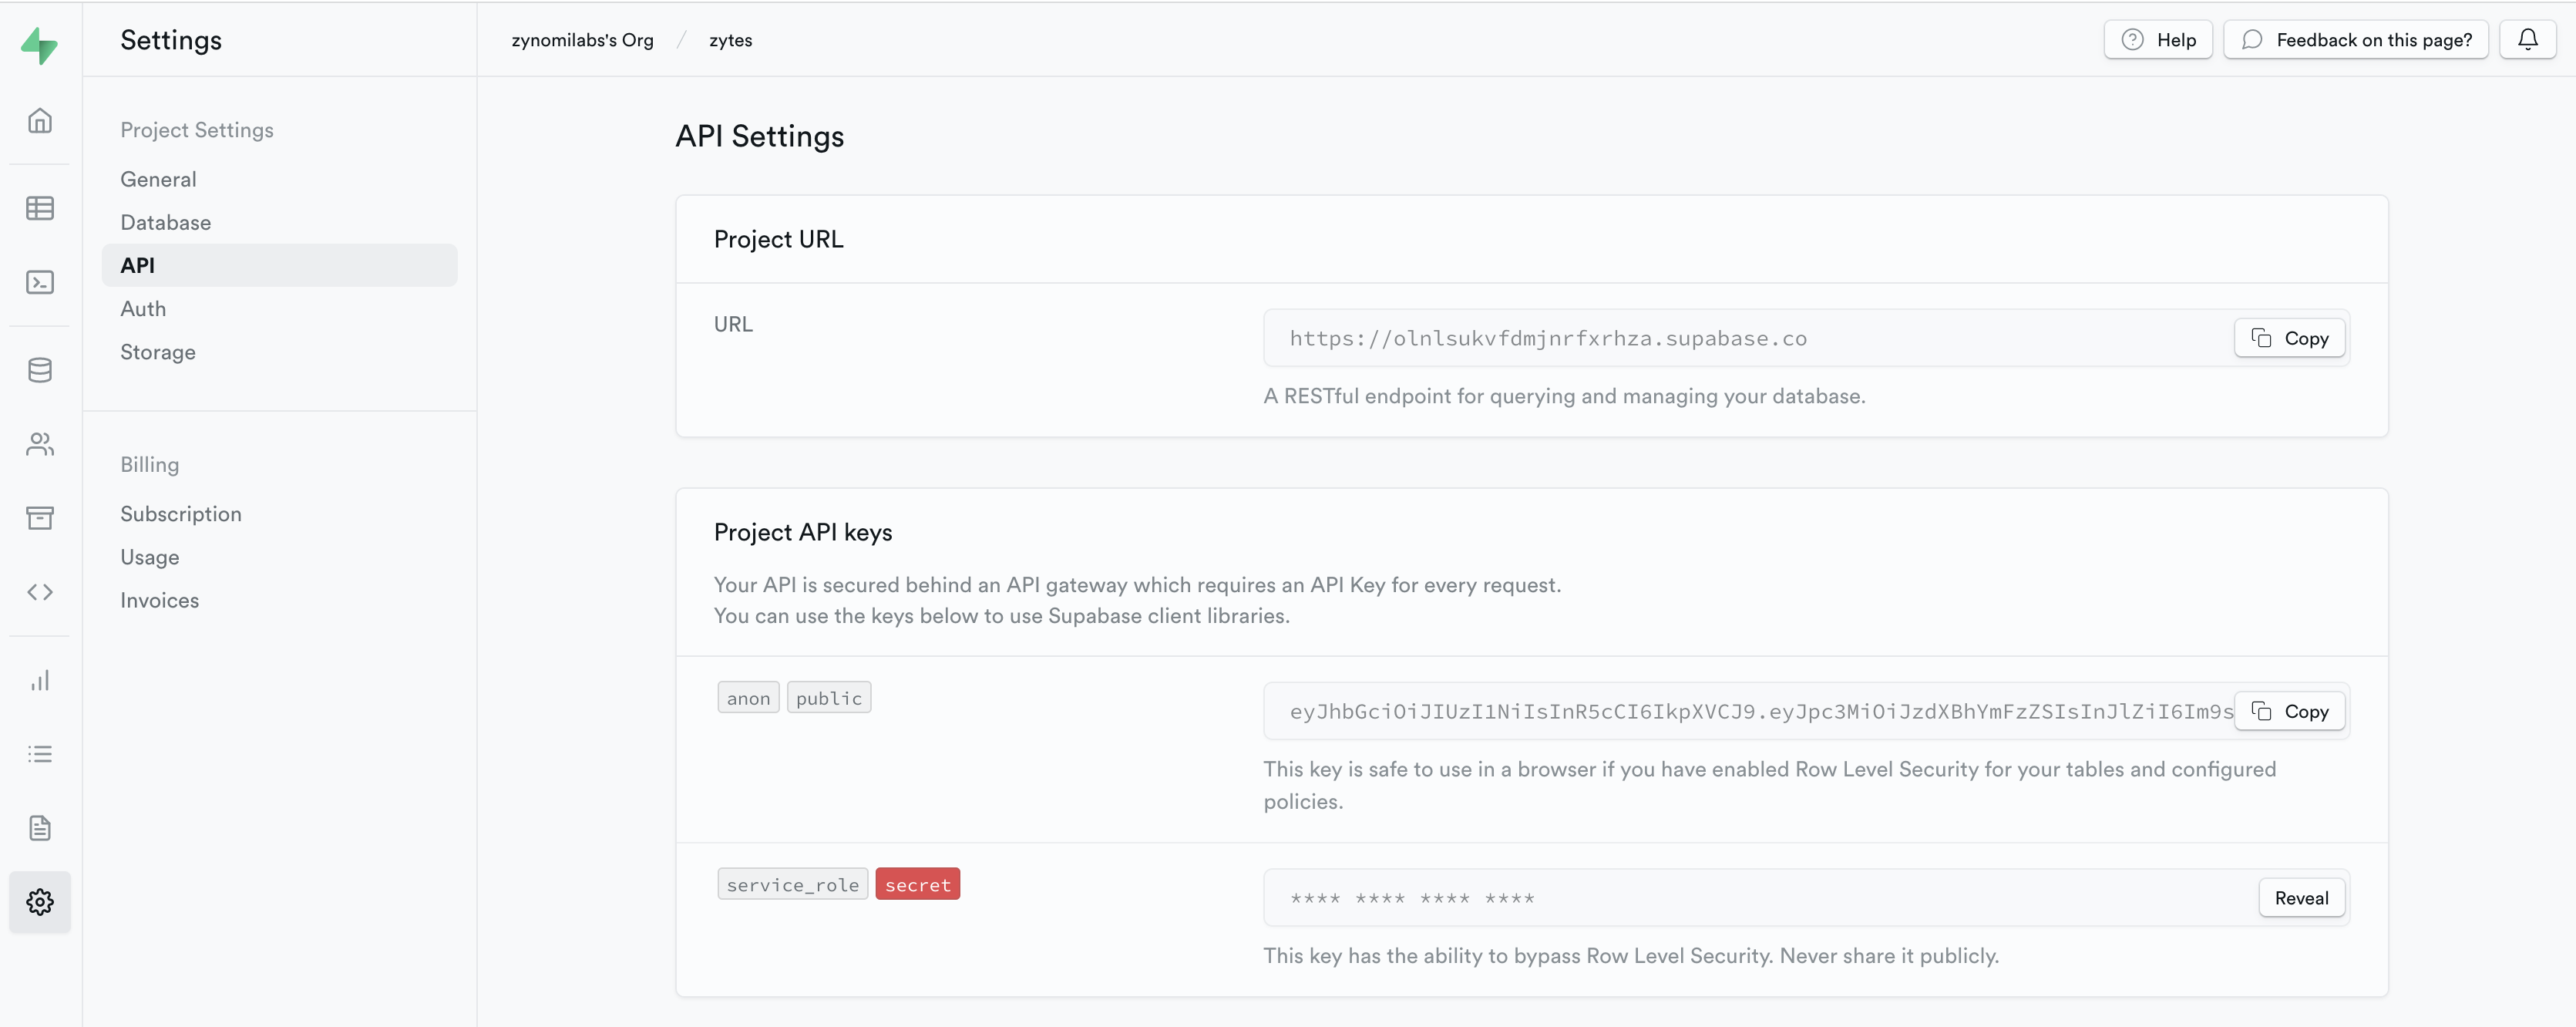 Settings
zynomilabs's Org / zytes
Help
Feedback on this page?
Project Settings
General
Database
API
Auth
Storage
Billing
Subscription
Usage
Invoices
API Settings
Project URL
URL
https://olnlsukvfdmjnrfxrhza.supabase.co
Copy
A RESTful endpoint for querying and managing your database.
Project API keys
Your API is secured behind an API gateway which requires an API Key for every request.
You can use the keys below to use Supabase client libraries.
anon public
eyJhbGciOiJIUzI1NiIsInR5cCI6IkpXVCJ9.eyJpc3MiOiJzdXBhYmFzZSIsInJlZiI6Im9s
Copy
This key is safe to use in a browser if you have enabled Row Level Security for your tables and configured
policies.
service_role secret
**** **** **** ****
Reveal
This key has the ability to bypass Row Level Security. Never share it publicly.